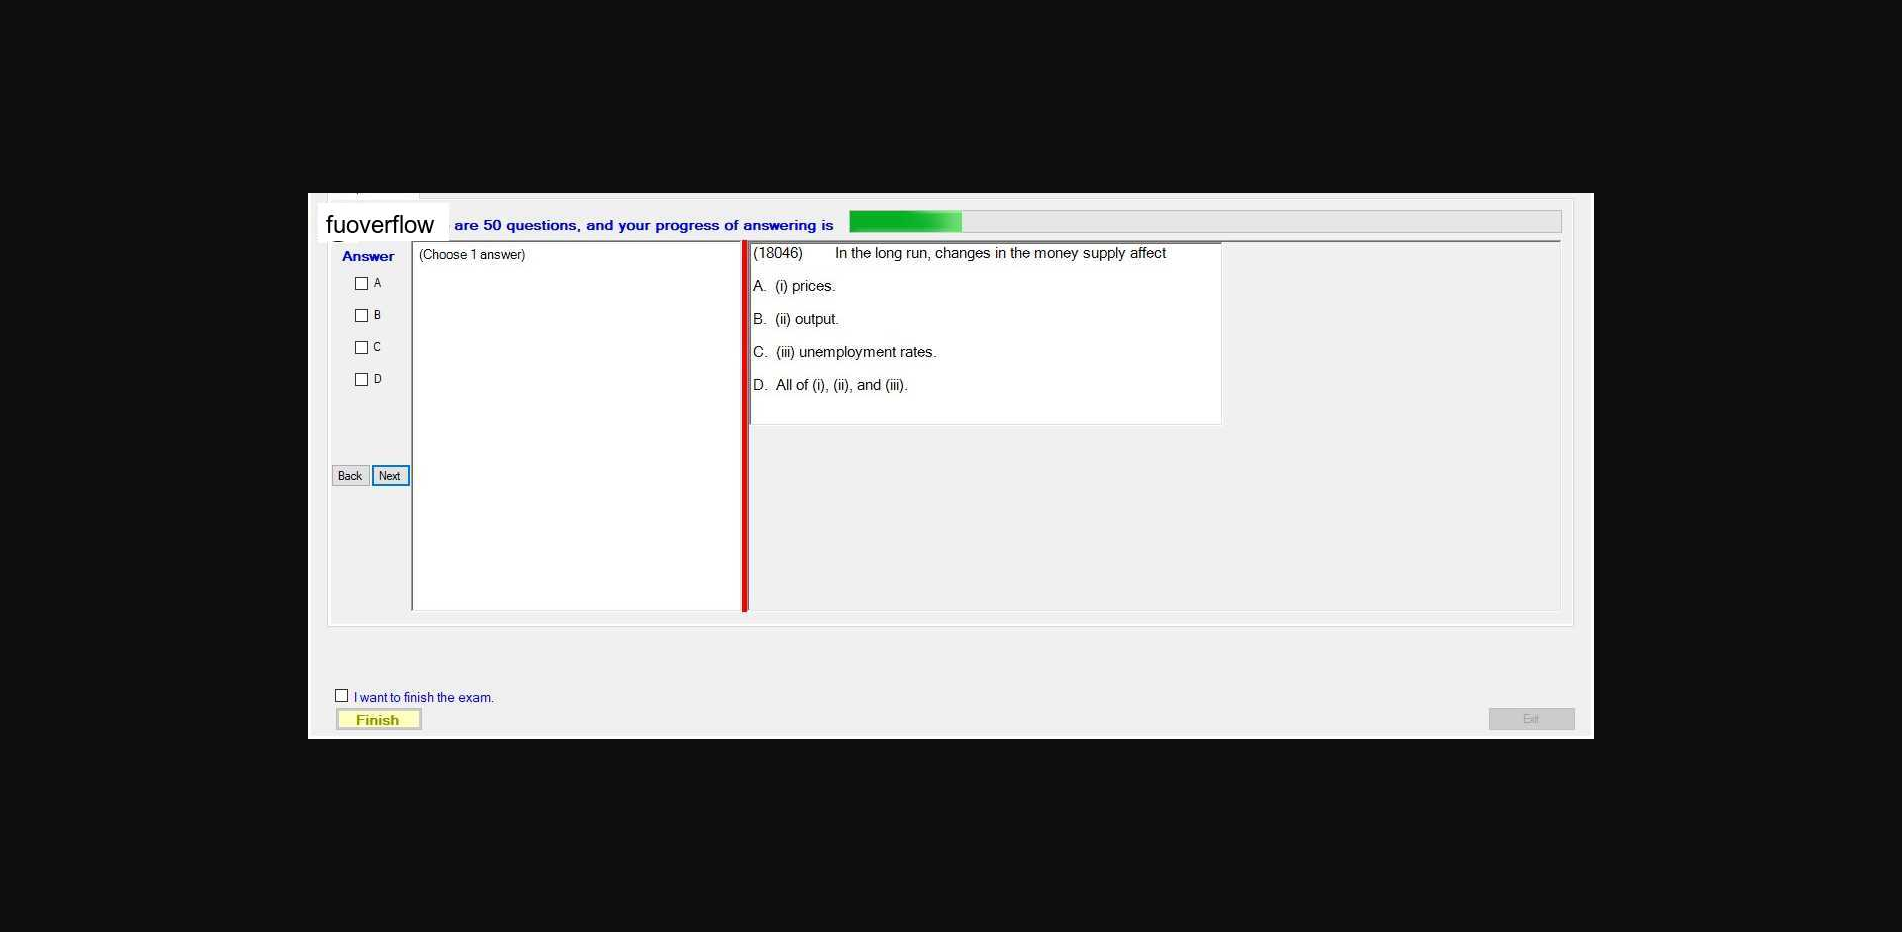 fuoverflow are 50 questions, and your progress of answering is
Answer
(Choose 1 answer)
A
B
C
D
Back Next
(18046) In the long run, changes in the money supply affect
A. (i) prices.
B. (ii) output.
C. (iii) unemployment rates.
D. All of (i), (ii), and (iii).
I want to finish the exam.
Finish
Exit